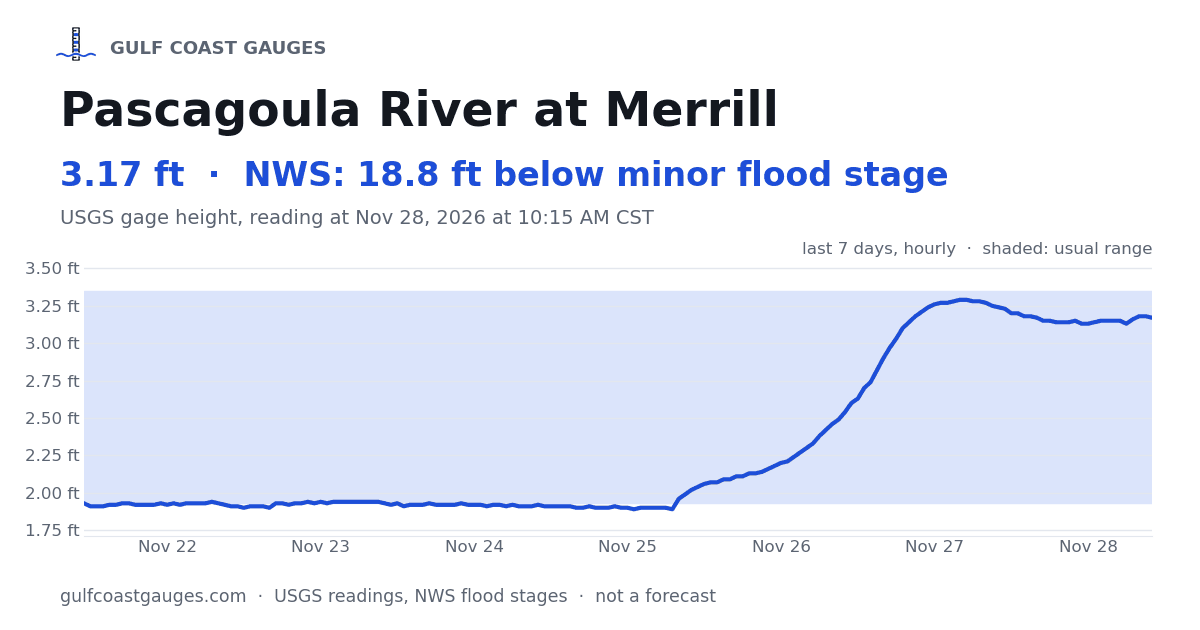 GULF COAST GAUGES
Pascagoula River at Merrill
3.17 ft · NWS: 18.8 ft below minor flood stage
USGS gage height, reading at Nov 28, 2026 at 10:15 AM CST
last 7 days, hourly · shaded: usual range
3.50 ft
3.25 ft
3.00 ft
2.75 ft
2.50 ft
2.25 ft
2.00 ft
1.75 ft
Nov 22 Nov 23 Nov 24 Nov 25 Nov 26 Nov 27 Nov 28
gulfcoastgauges.com · USGS readings, NWS flood stages · not a forecast